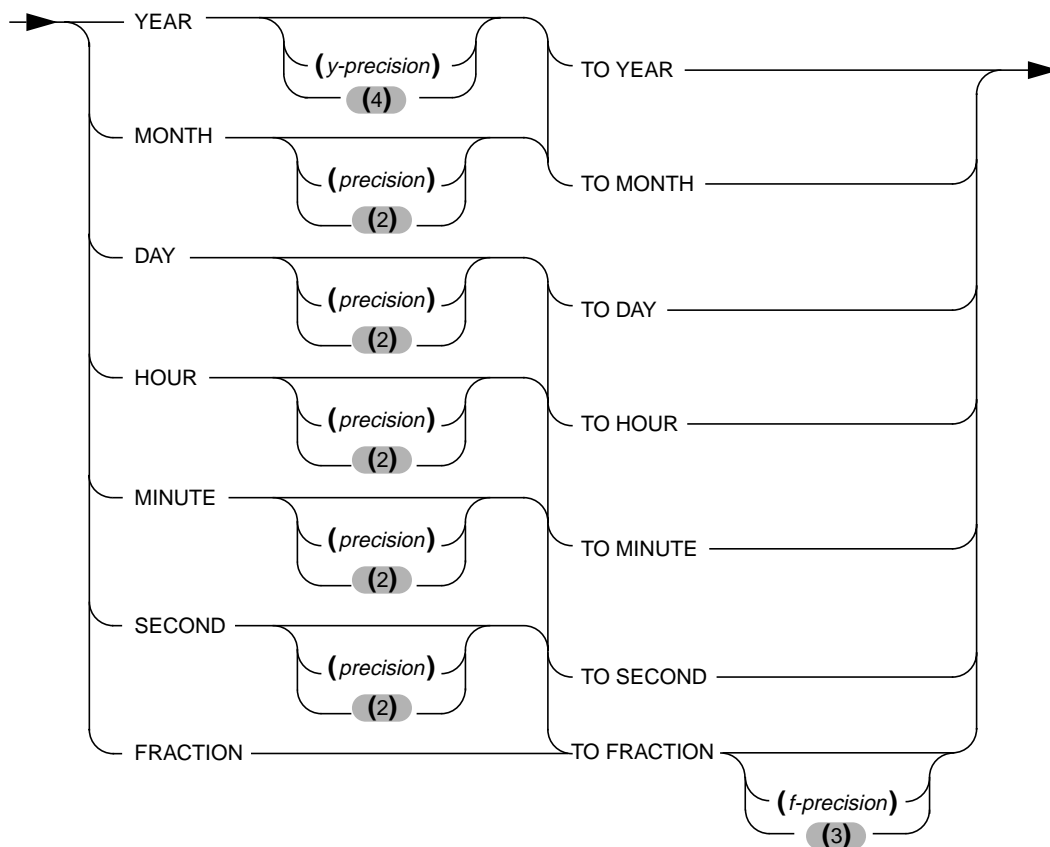 YEAR
(y-precision)
(4)
TO YEAR
MONTH
(precision)
(2)
TO MONTH
DAY
(precision)
(2)
TO DAY
HOUR
(precision)
(2)
TO HOUR
MINUTE
(precision)
(2)
TO MINUTE
SECOND
(precision)
(2)
TO SECOND
FRACTION
TO FRACTION
(f-precision)
(3)